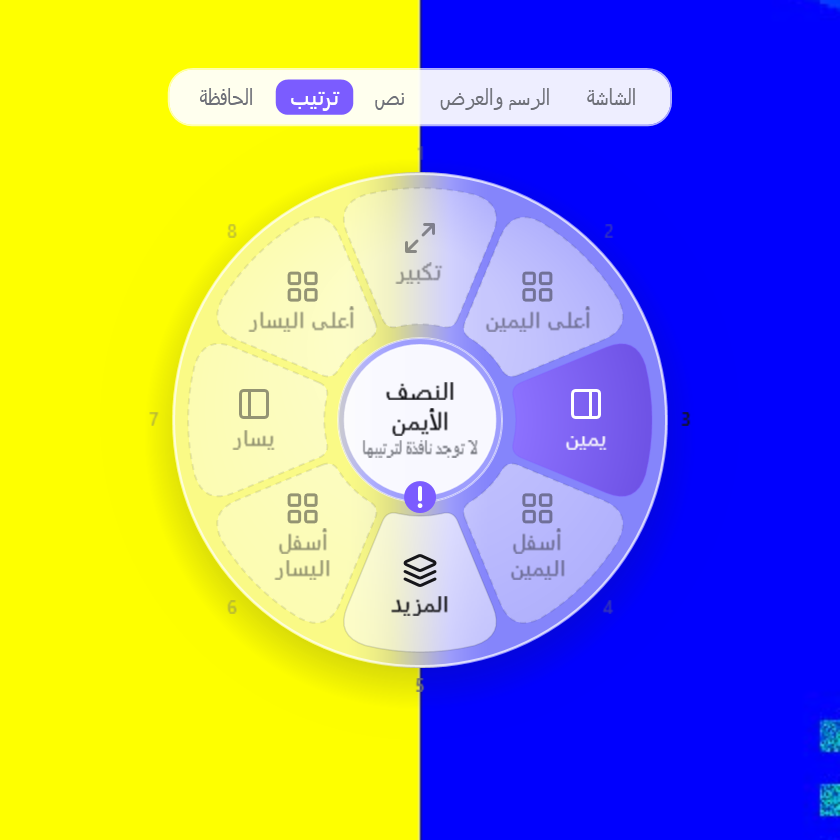 الشاشة الرسم والعرض نص ترتيب الحافظة
1
8
2
تكبير
أعلى اليمين
أعلى اليسار
النصف
الأيمن
لا توجد نافذة لترتيبها
7
يسار
يمين
3
!
أسفل
اليمين
أسفل
اليسار
المزيد
6
4
5